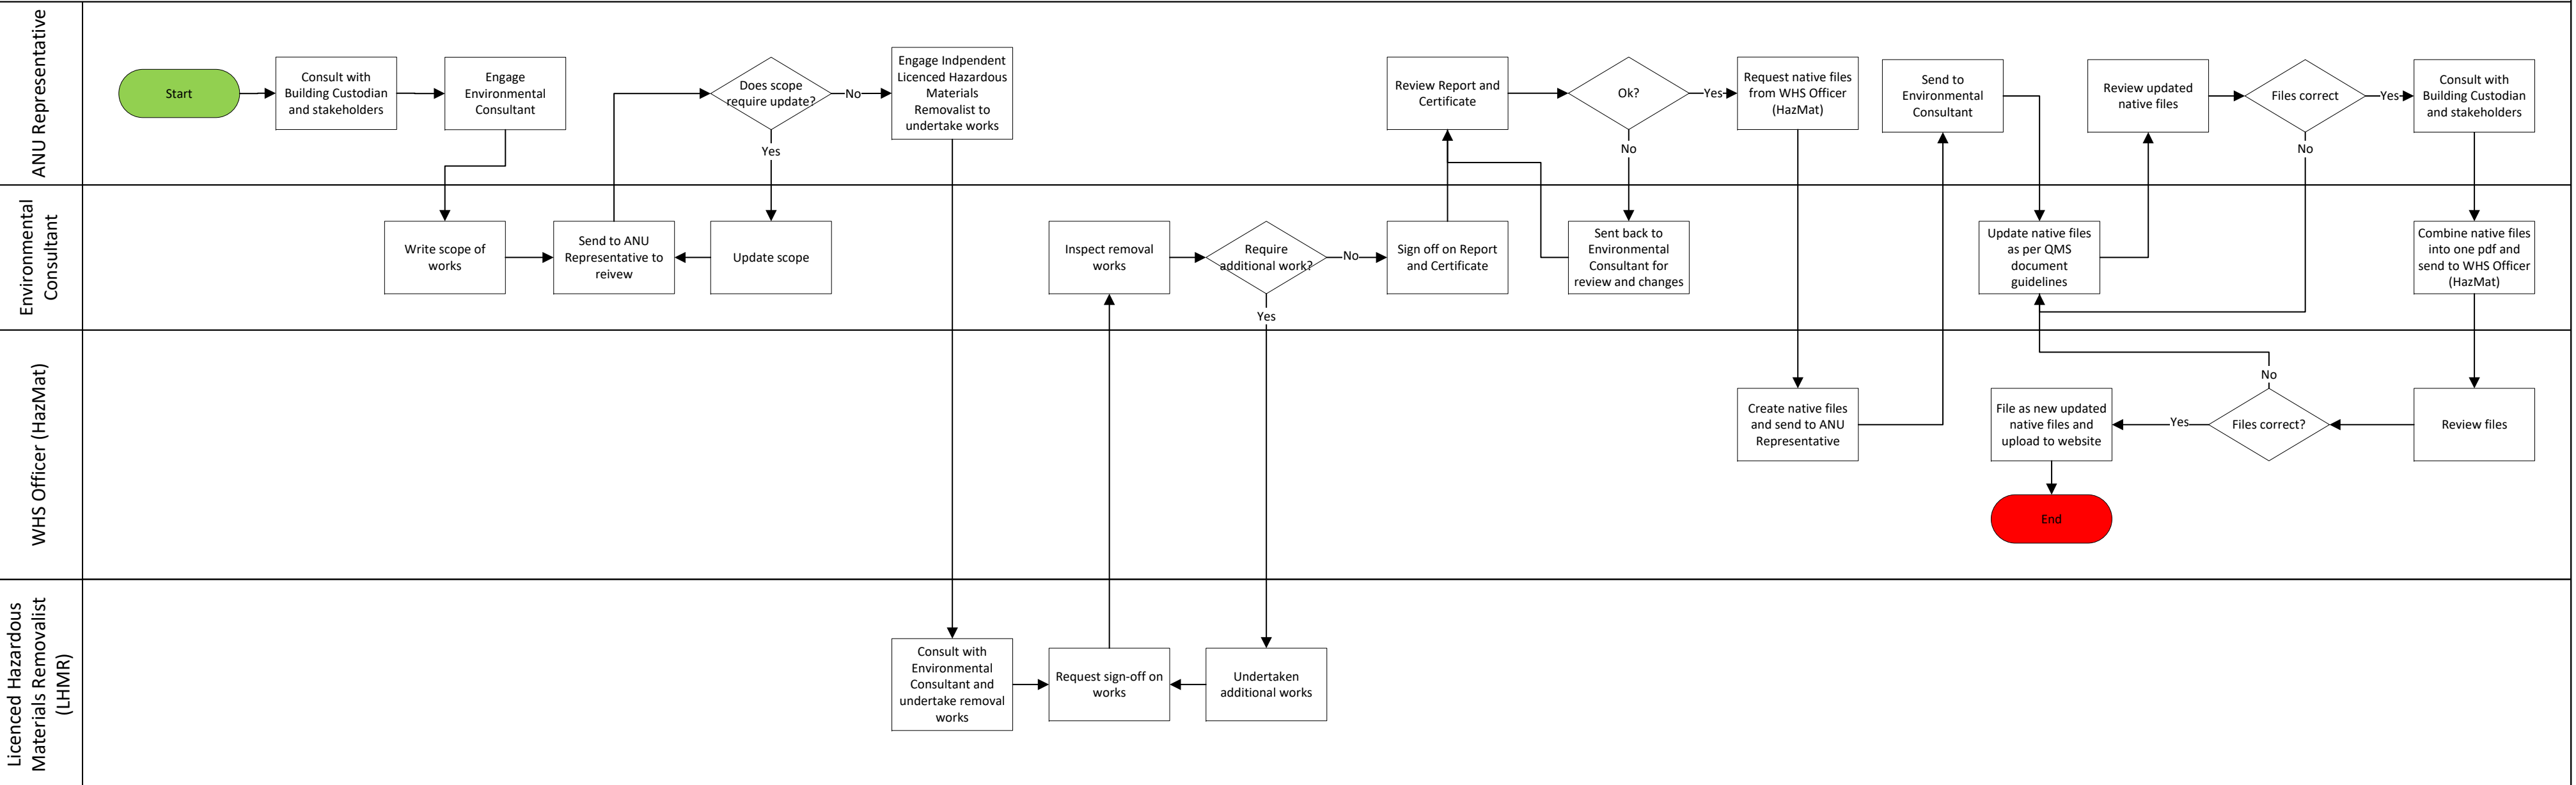 ANU Representative
Start
Consult with
Building Custodian
and stakeholders
Engage
Environmental
Consultant
Does scope
require update?
No
Yes
Engage Indpendent
Licenced Hazardous
Materials
Removalist to
undertake works
Review Report and
Certificate
Ok?
Yes
No
Request native files
from WHS Officer
(HazMat)
Send to
Environmental
Consultant
Review updated
native files
Files correct
Yes
No
Consult with
Building Custodian
and stakeholders
Environmental
Consultant
Write scope of
works
Send to ANU
Representative to
reivew
Update scope
Inspect removal
works
Require
additional work?
No
Yes
Sign off on Report
and Certificate
Sent back to
Environmental
Consultant for
review and changes
Update native files
as per QMS
document
guidelines
Combine native files
into one pdf and
send to WHS Officer
(HazMat)
WHS Officer (HazMat)
Create native files
and send to ANU
Representative
File as new updated
native files and
upload to website
Yes
Files correct?
No
Review files
End
Licenced Hazardous
Materials Removalist
(LHMR)
Consult with
Environmental
Consultant and
undertake removal
works
Request sign-off on
works
Undertaken
additional works